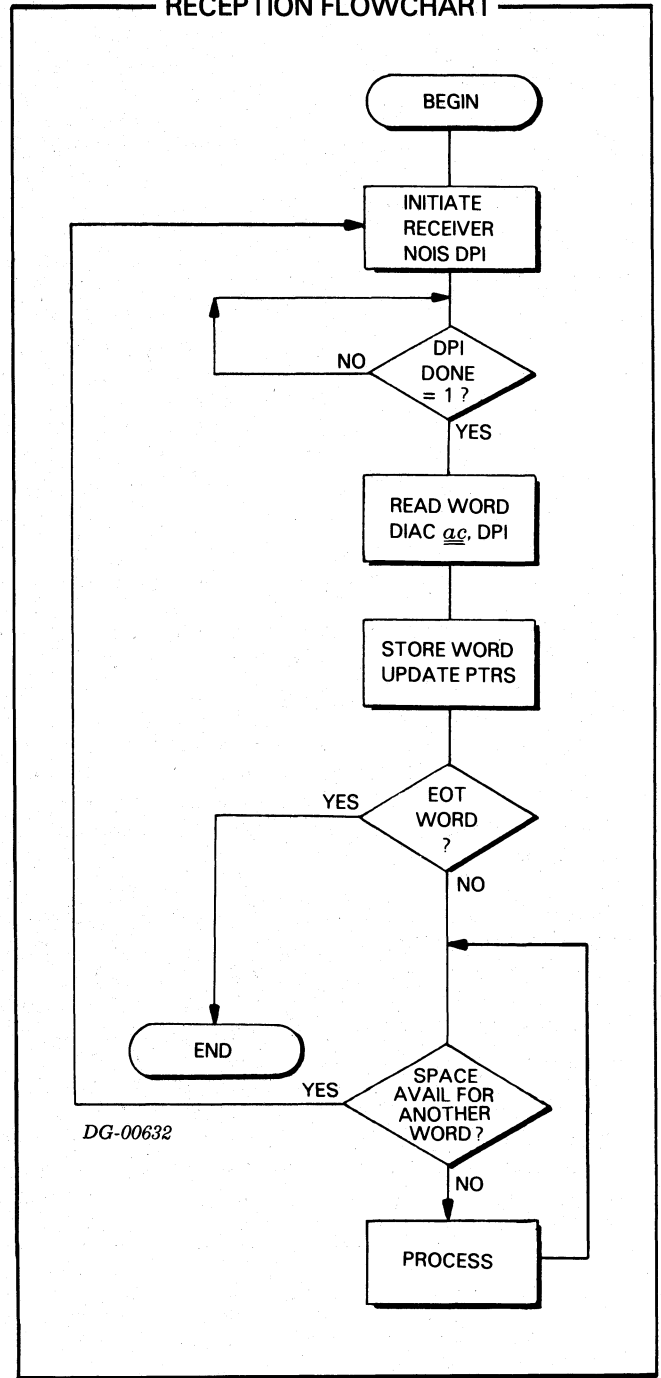 RECEPTION FLOWCHART
BEGIN
INITIATE
RECEIVER
NOIS DPI
DPI
DONE
= 1 ?
NO
YES
READ WORD
DIAC ac, DPI
STORE WORD
UPDATE PTRS
EOT
WORD
?
YES
NO
END
SPACE
AVAIL FOR
ANOTHER
WORD?
YES
NO
DG-00632
PROCESS